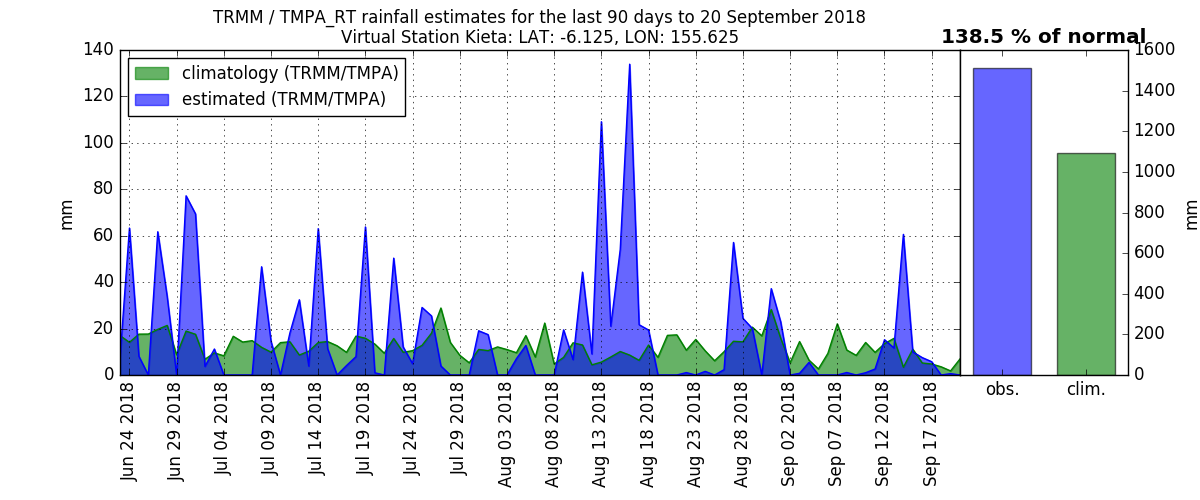 TRMM / TMPA_RT rainfall estimates for the last 90 days to 20 September 2018
Virtual Station Kieta: LAT: -6.125, LON: 155.625
138.5 % of normal
climatology (TRMM/TMPA)
estimated (TRMM/TMPA)
mm
140
120
100
80
60
40
20
0
Jun 24 2018
Jun 29 2018
Jul 04 2018
Jul 09 2018
Jul 14 2018
Jul 19 2018
Jul 24 2018
Jul 29 2018
Aug 03 2018
Aug 08 2018
Aug 13 2018
Aug 18 2018
Aug 23 2018
Aug 28 2018
Sep 02 2018
Sep 07 2018
Sep 12 2018
Sep 17 2018
obs.
clim.
1600
1400
1200
1000
800
600
400
200
0
mm